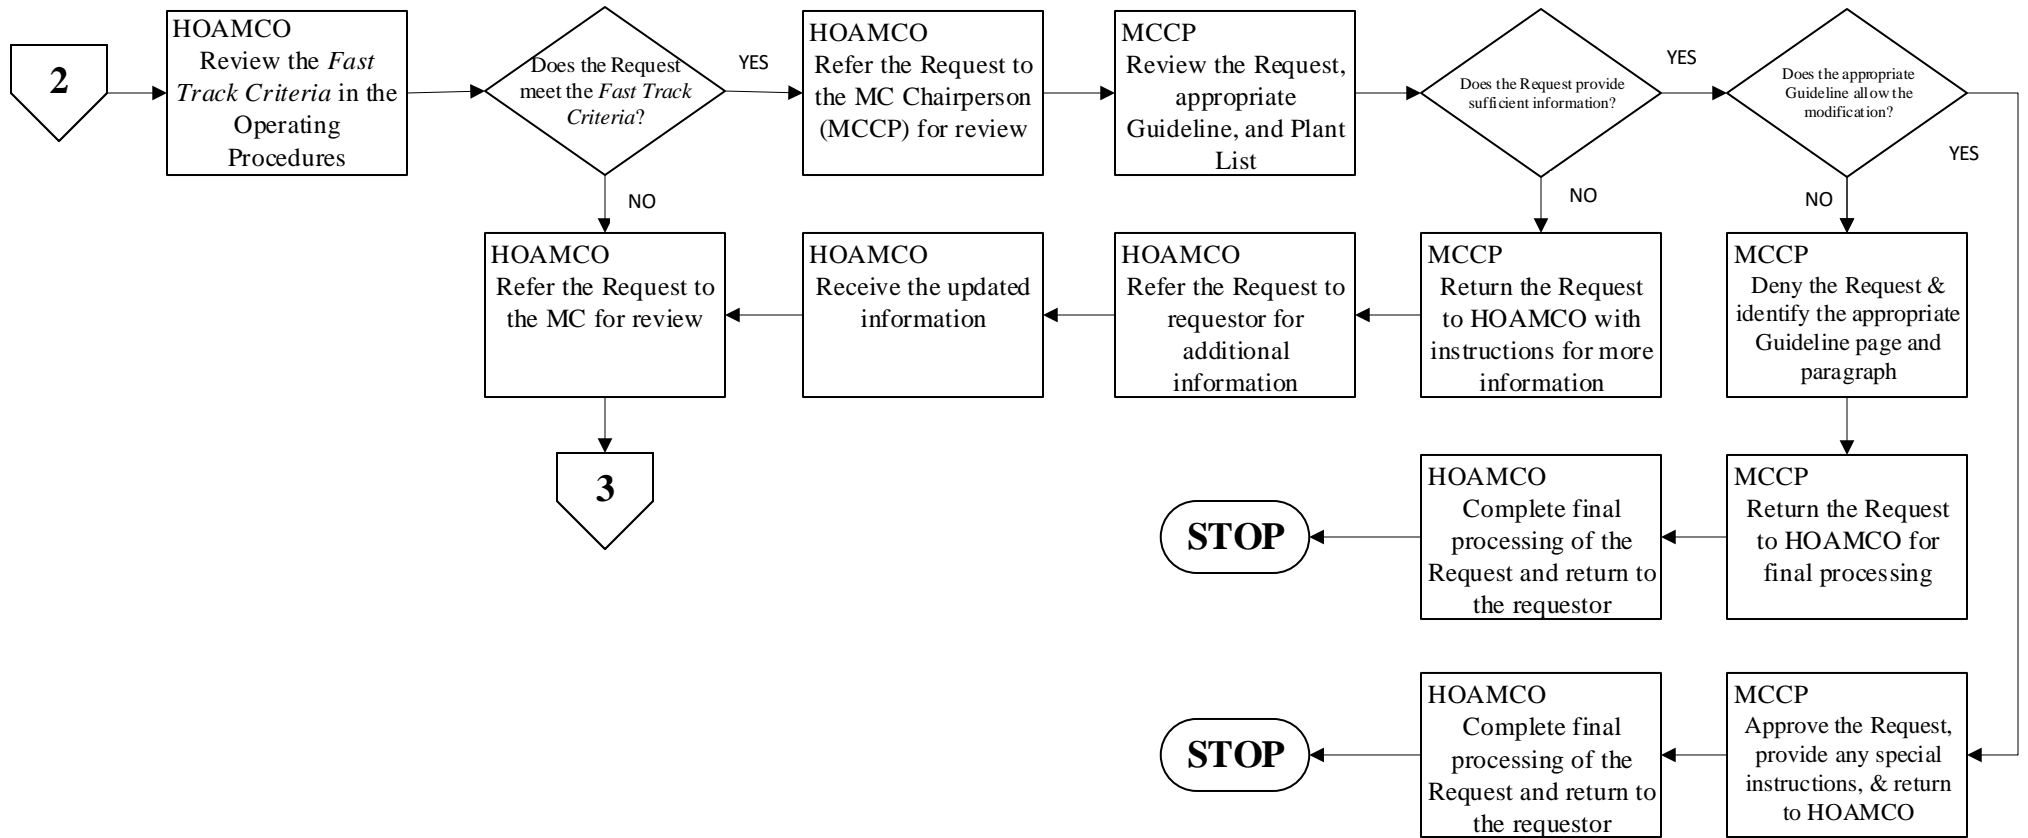 2
HOAMCO
Review the Fast
Track Criteria in the
Operating
Procedures
Does the Request
meet the Fast Track
Criteria?
YES
NO
HOAMCO
Refer the Request to
the MC Chairperson
(MCCP) for review
MCCP
Review the Request,
appropriate
Guideline, and Plant
List
Does the Request provide
sufficient information?
YES
NO
Does the appropriate
Guideline allow the
modification?
YES
NO
HOAMCO
Refer the Request to
the MC for review
HOAMCO
Receive the updated
information
HOAMCO
Refer the Request to
requestor for
additional
information
MCCP
Return the Request
to HOAMCO with
instructions for more
information
MCCP
Deny the Request &
identify the appropriate
Guideline page and
paragraph
3
STOP
HOAMCO
Complete final
processing of the
Request and return to
the requestor
MCCP
Return the Request
to HOAMCO for
final processing
STOP
HOAMCO
Complete final
processing of the
Request and return to
the requestor
MCCP
Approve the Request,
provide any special
instructions, & return
to HOAMCO